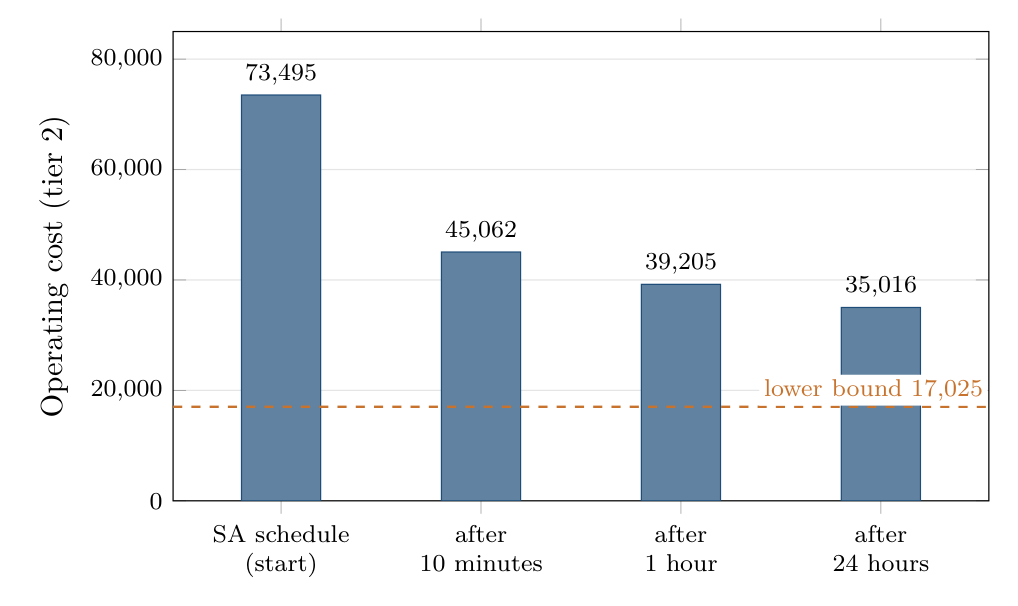 Operating cost (tier 2)
80,000
60,000
40,000
20,000
0
73,495
45,062
39,205
35,016
lower bound 17,025
SA schedule
(start)
after
10 minutes
after
1 hour
after
24 hours